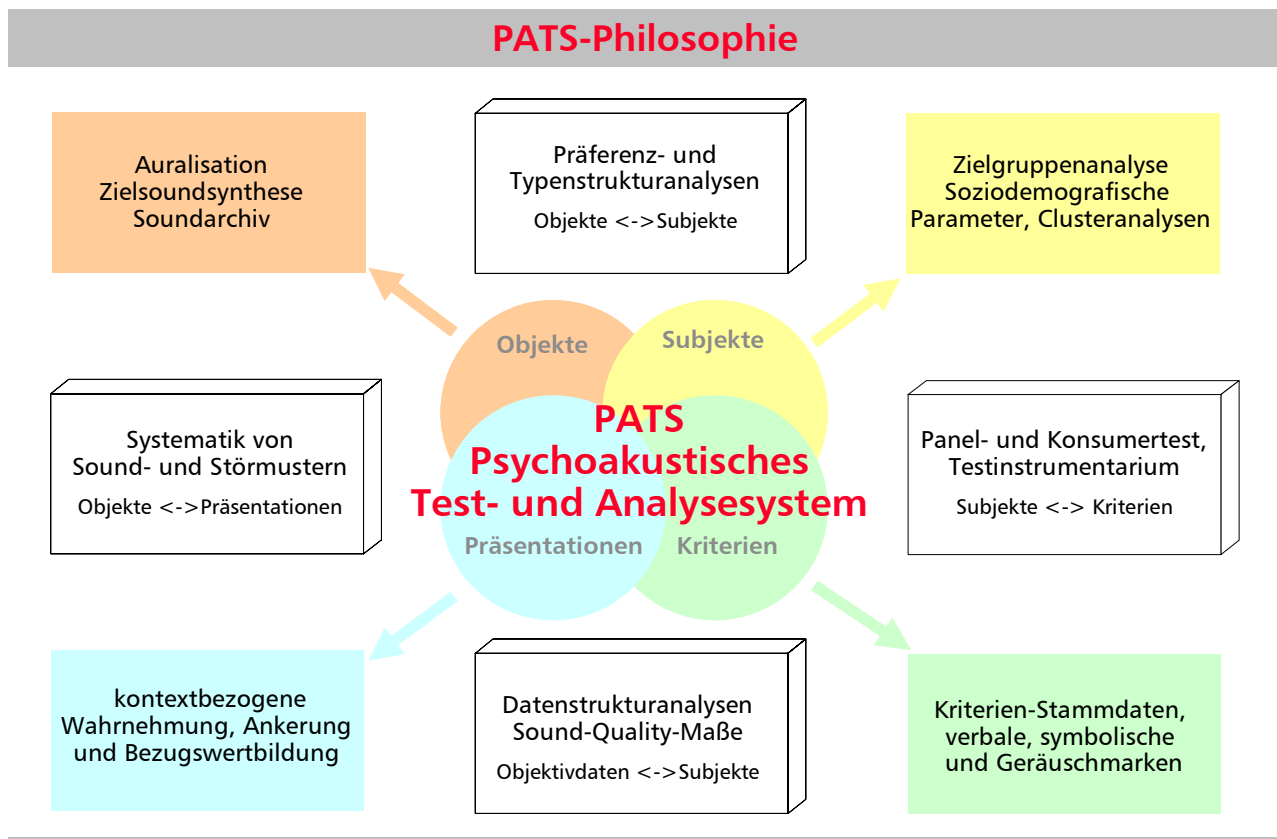 PATS-Philosophie
Auralisation
Zielsoundsynthese
Soundarchiv
Präferenz- und
Typenstrukturanalysen
Objekte <->Subjekte
Zielgruppenanalyse
Soziodemografische
Parameter, Clusteranalysen
Objekte
Subjekte
Systematik von
Sound- und Störmustern
Objekte <->Präsentationen
PATS
Psychoakustisches
Test- und Analysesystem
Panel- und Konsumertest,
Testinstrumentarium
Subjekte <-> Kriterien
Präsentationen
Kriterien
kontextbezogene
Wahrnehmung, Ankerung
und Bezugswertbildung
Datenstrukturanalysen
Sound-Quality-Maße
Objektivdaten <->Subjekte
Kriterien-Stammdaten,
verbale, symbolische
und Geräuschmarken